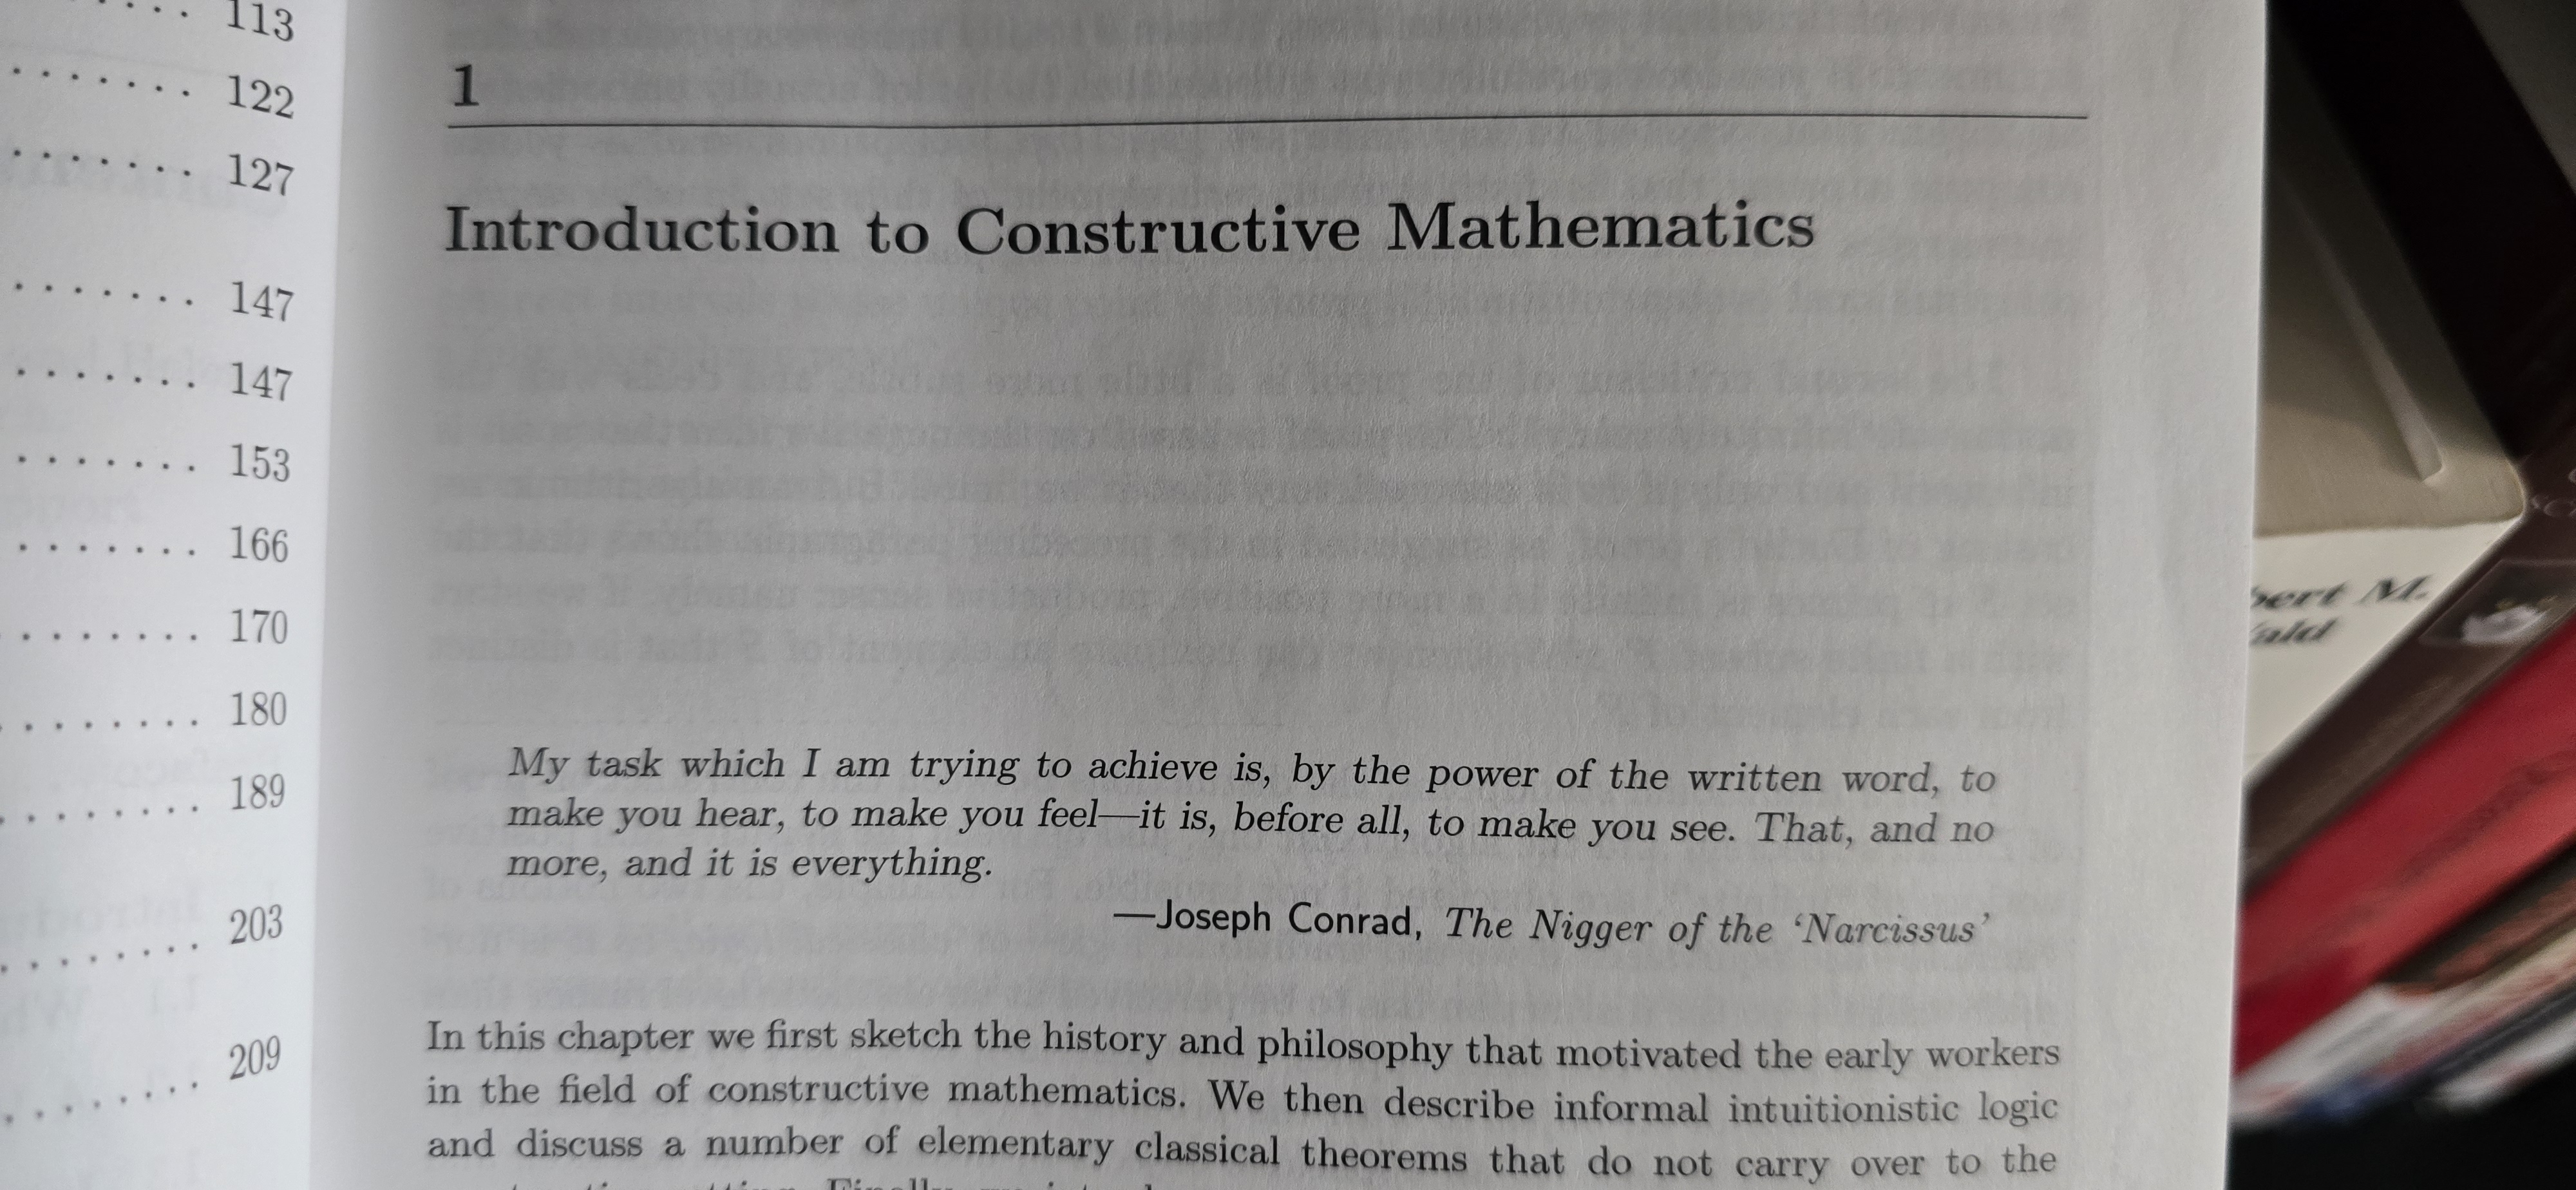 113
122
127
147
147
153
166
170
180
189
203
209
1
Introduction to Constructive Mathematics
My task which I am trying to achieve is, by the power of the written word, to
make you hear, to make you feel—it is, before all, to make you see. That, and no
more, and it is everything.
—Joseph Conrad, The Nigger of the ‘Narcissus’
In this chapter we first sketch the history and philosophy that motivated the early workers
in the field of constructive mathematics. We then describe informal intuitionistic logic
and discuss a number of elementary classical theorems that do not carry over to the
bert M.
ald